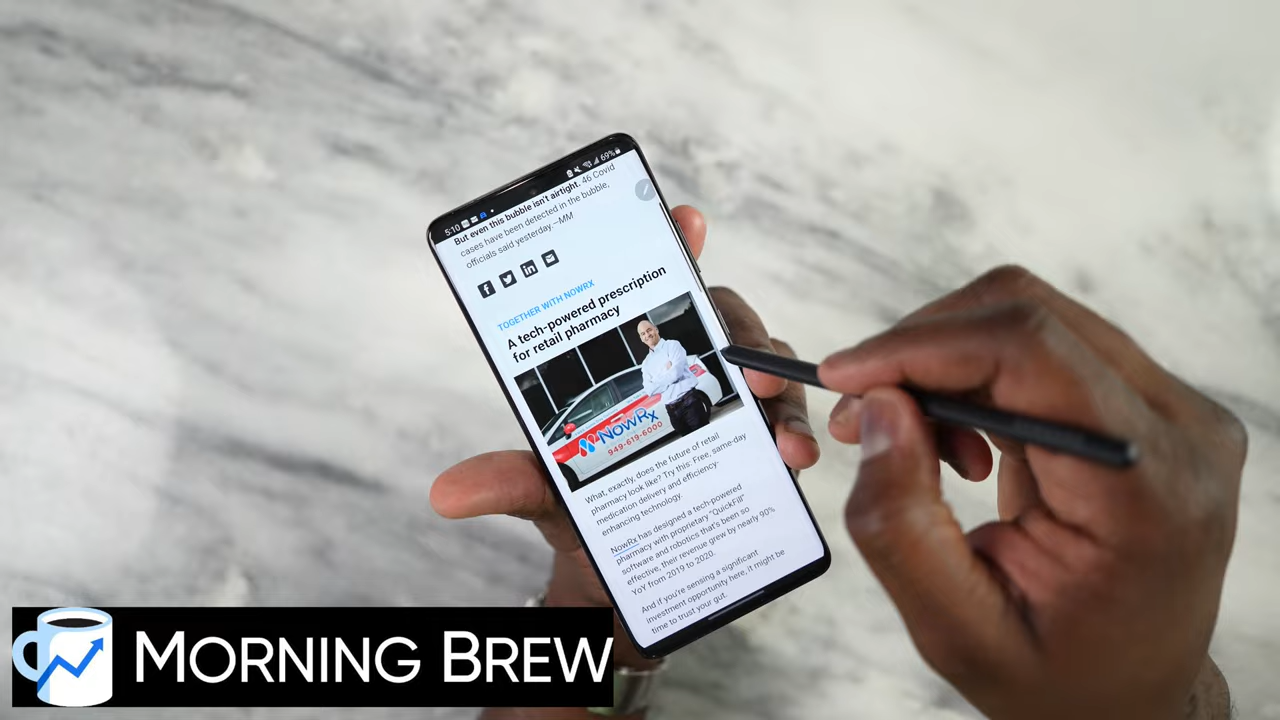 5:10
69%
But even this bubble isn't airtight. 46 Covid
cases have been detected in the bubble,
officials said yesterday.—MM
TOGETHER WITH NOWRX
A tech-powered prescription
for retail pharmacy
NowRx
949-619-6000
What, exactly, does the future of retail
pharmacy look like? Try this: Free, same-day
medication delivery and efficiency-
enhancing technology.
NowRx has designed a tech-powered
pharmacy with proprietary "QuickFill"
software and robotics that's been so
effective, their revenue grew by nearly 90%
YoY from 2019 to 2020.
And if you're sensing a significant
investment opportunity here, it might be
time to trust your gut.
MORNING BREW